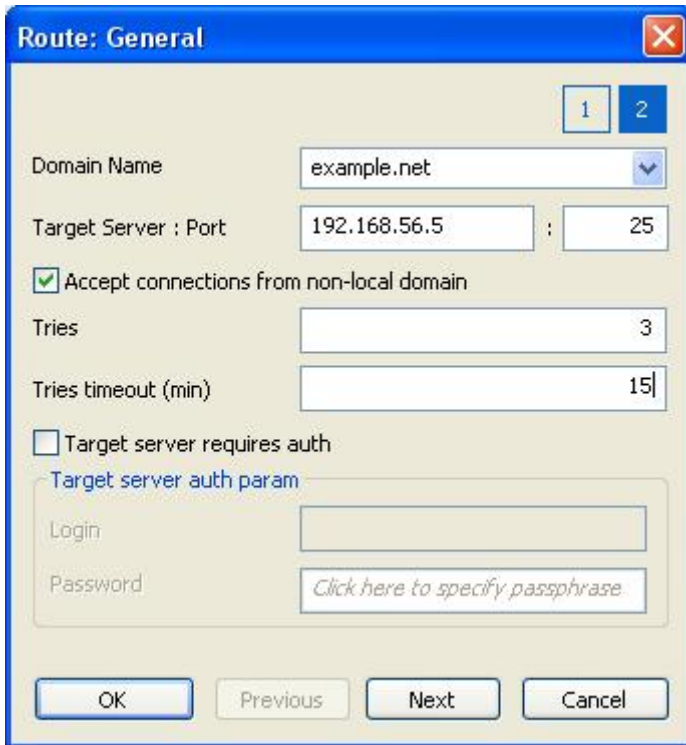 Route: General
1 2
Domain Name example.net
Target Server : Port 192.168.56.5 : 25
Accept connections from non-local domain
Tries 3
Tries timeout (min) 15
Target server requires auth
Target server auth param
Login
Password Click here to specify passphrase
OK Previous Next Cancel